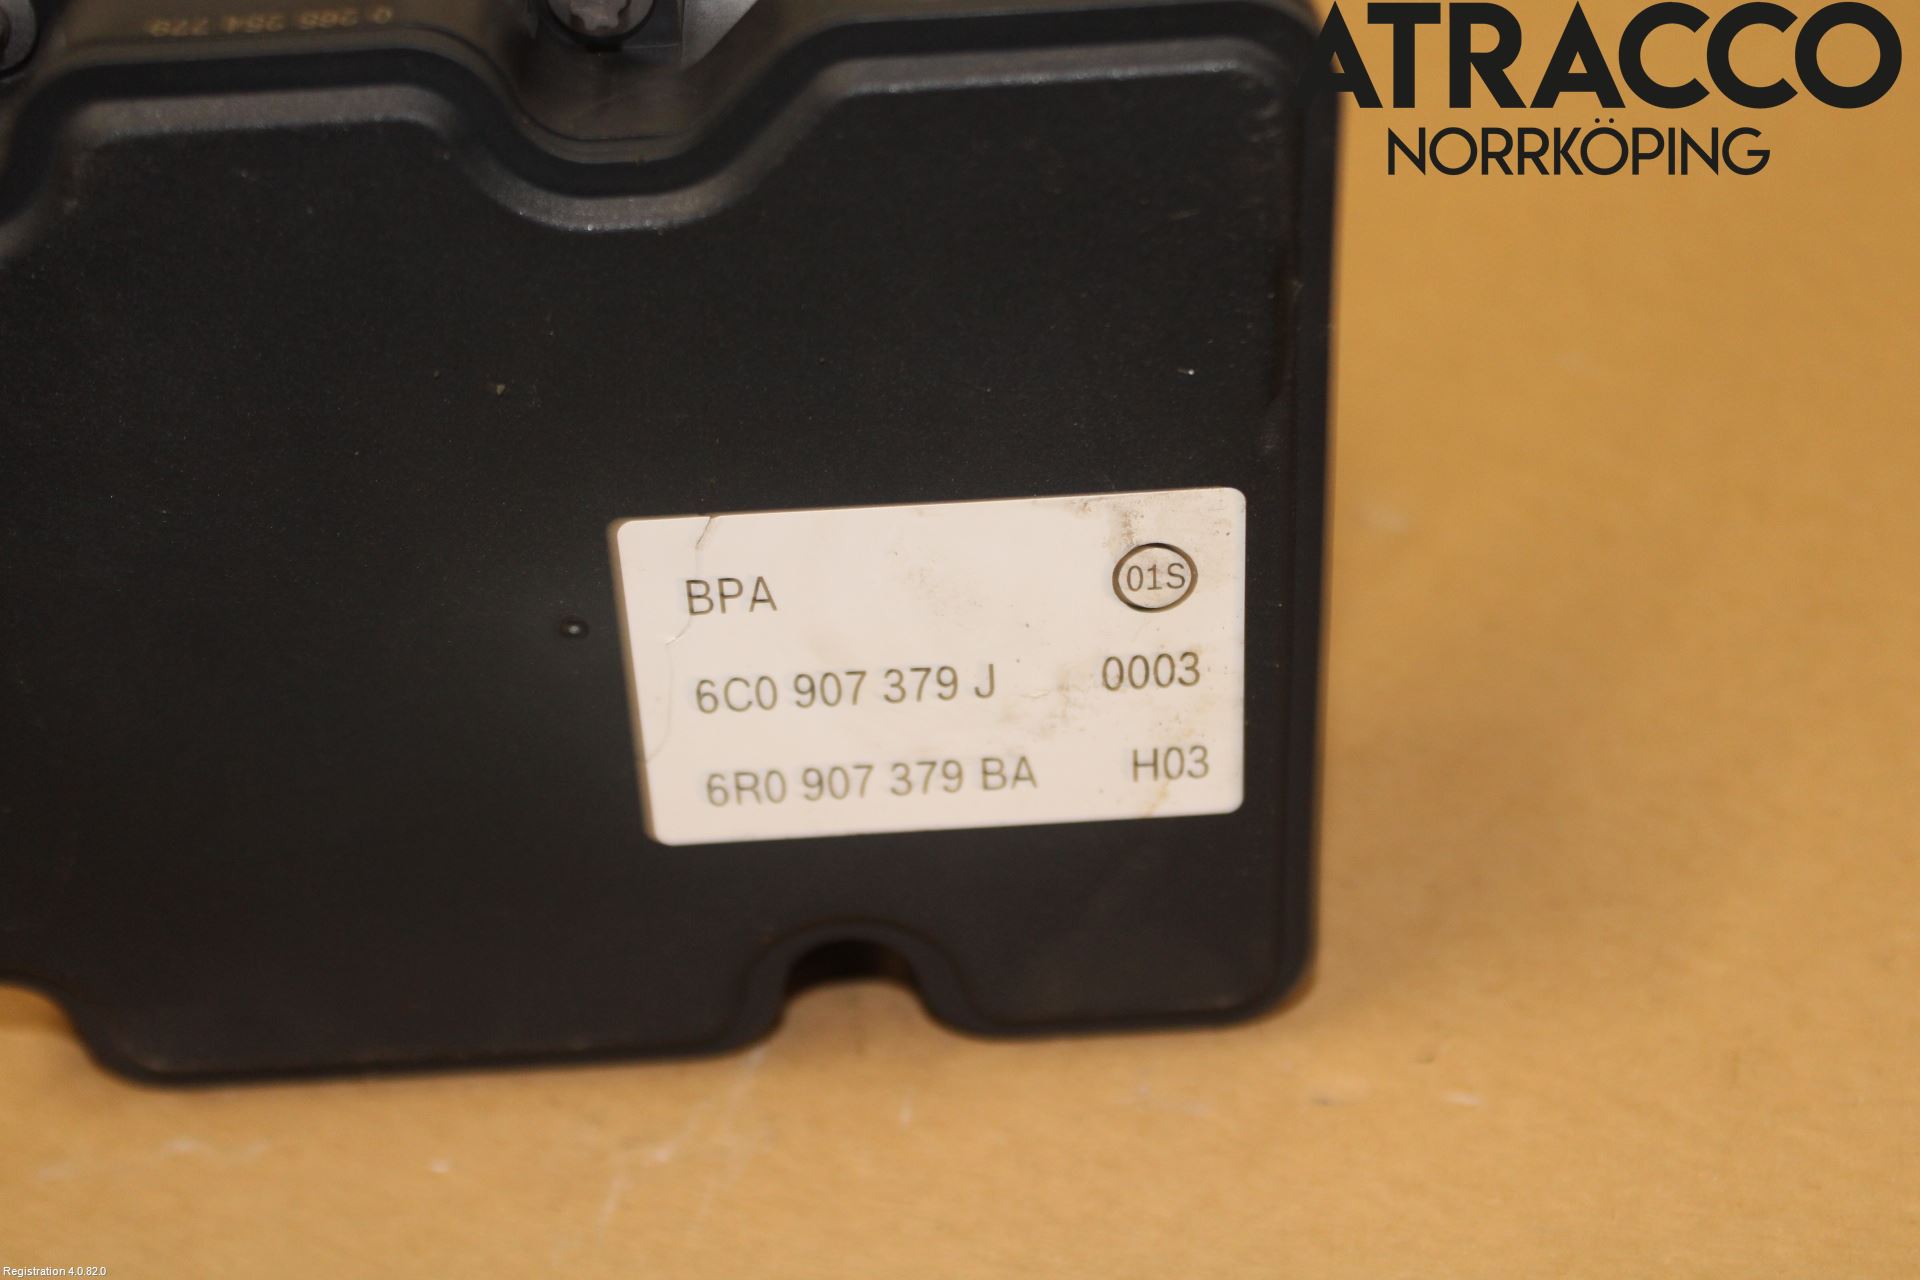 ATRACCO
NORRKÖPING
BPA 01S
6C0 907 379 J 0003
6R0 907 379 BA H03
Registration 4.0.82.0